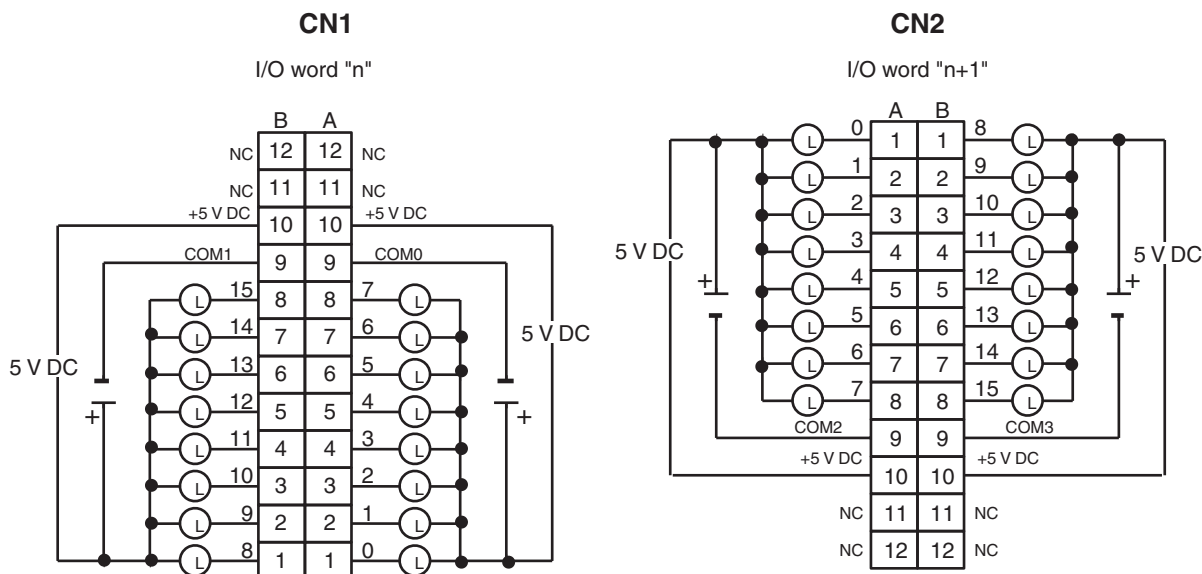 CN1
I/O word "n"
B A
NC 12 12 NC
NC 11 11 NC
+5 V DC 10 10 +5 V DC
COM1 9 9 COM0
L 15 8 8 7 L
L 14 7 7 6 L
5 V DC
L 13 6 6 5 L
5 V DC
+ L 12 5 5 4 L +
L 11 4 4 3 L
L 10 3 3 2 L
L 9 2 2 1 L
L 8 1 1 0 L
CN2
I/O word "n+1"
A B
L 0 1 1 8 L
L 1 2 2 9 L
L 2 3 3 10 L
5 V DC L 3 4 4 11 L 5 V DC
+ L 4 5 5 12 L +
L 5 6 6 13 L
L 6 7 7 14 L
L 7 8 8 15 L
COM2 9 9 COM3
+5 V DC 10 10 +5 V DC
NC 11 11 NC
NC 12 12 NC